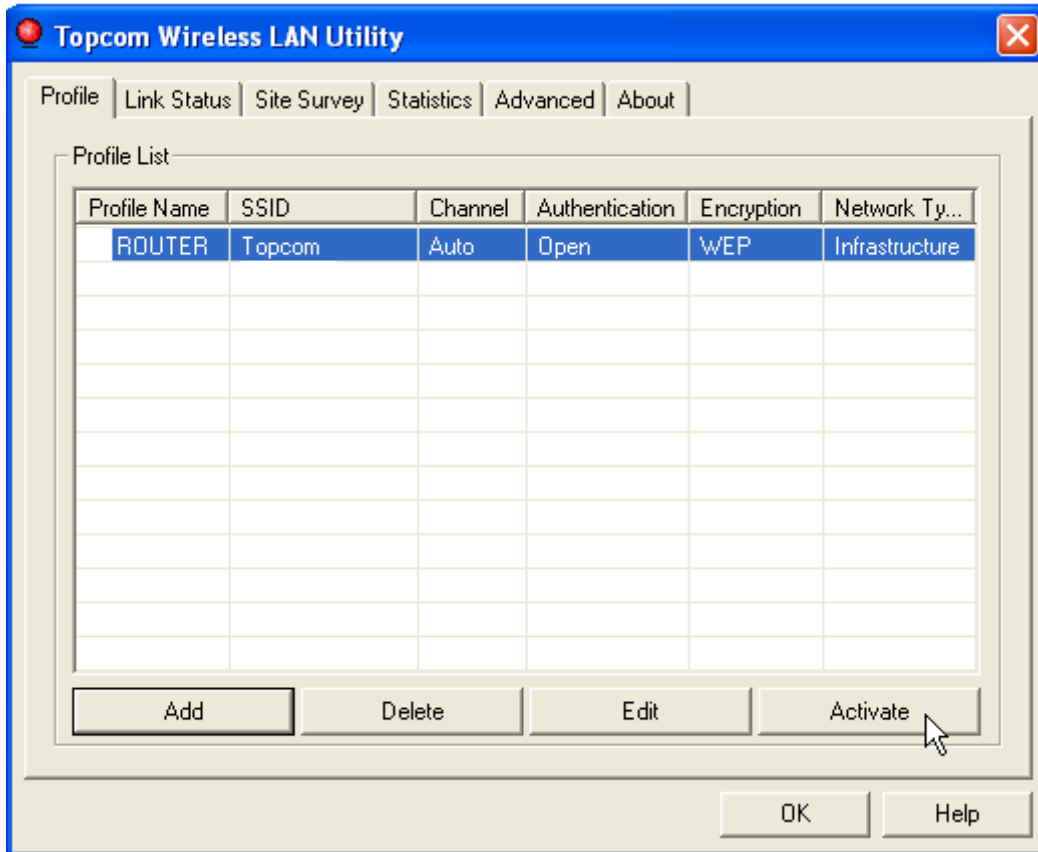 Topcom Wireless LAN Utility
Profile Link Status Site Survey Statistics Advanced About
Profile List
Profile Name SSID Channel Authentication Encryption Network Ty...
ROUTER Topcom Auto Open WEP Infrastructure
Add Delete Edit Activate
OK Help